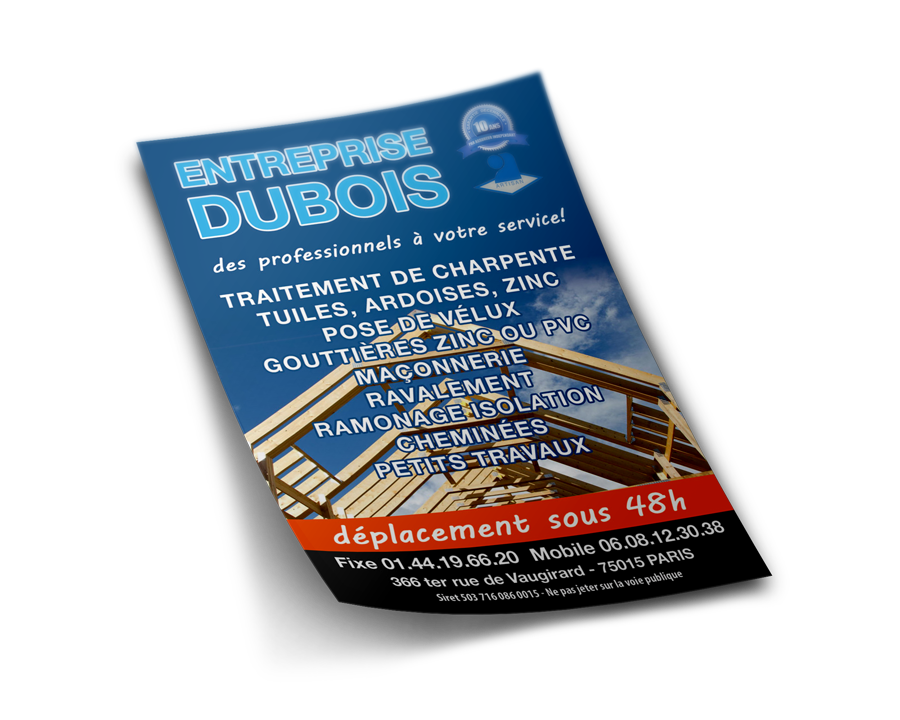 10 ANS
ARTISAN
ENTREPRISE
DUBOIS
des professionnels à votre service!
TRAITEMENT DE CHARPENTE
TUILES, ARDOISES, ZINC
POSE DE VÉLUX
GOUTTIÈRES ZINC OU PVC
MAÇONNERIE
RAVALEMENT
RAMONAGE ISOLATION
CHEMINÉES
PETITS TRAVAUX
déplacement sous 48h
Fixe 01.44.19.66.20 Mobile 06.08.12.30.38
366 ter rue de Vaugirard - 75015 PARIS
Siret 503 716 086 0015 - Ne pas jeter sur la voie publique